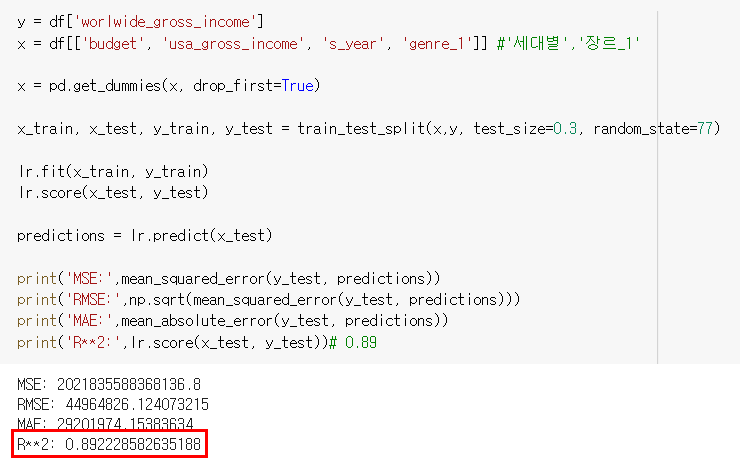 y = df['worlwide_gross_income']
x = df[['budget', 'usa_gross_income', 's_year', 'genre_1']] #'세대별','장르_1'
x = pd.get_dummies(x, drop_first=True)
x_train, x_test, y_train, y_test = train_test_split(x,y, test_size=0.3, random_state=77)
lr.fit(x_train, y_train)
lr.score(x_test, y_test)
predictions = lr.predict(x_test)
print('MSE:',mean_squared_error(y_test, predictions))
print('RMSE:',np.sqrt(mean_squared_error(y_test, predictions)))
print('MAE:',mean_absolute_error(y_test, predictions))
print('R**2:',lr.score(x_test, y_test))# 0.89
MSE: 2021835588368136.8
RMSE: 44964826.124073215
MAE: 29201974.15383634
R**2: 0.892228582635188